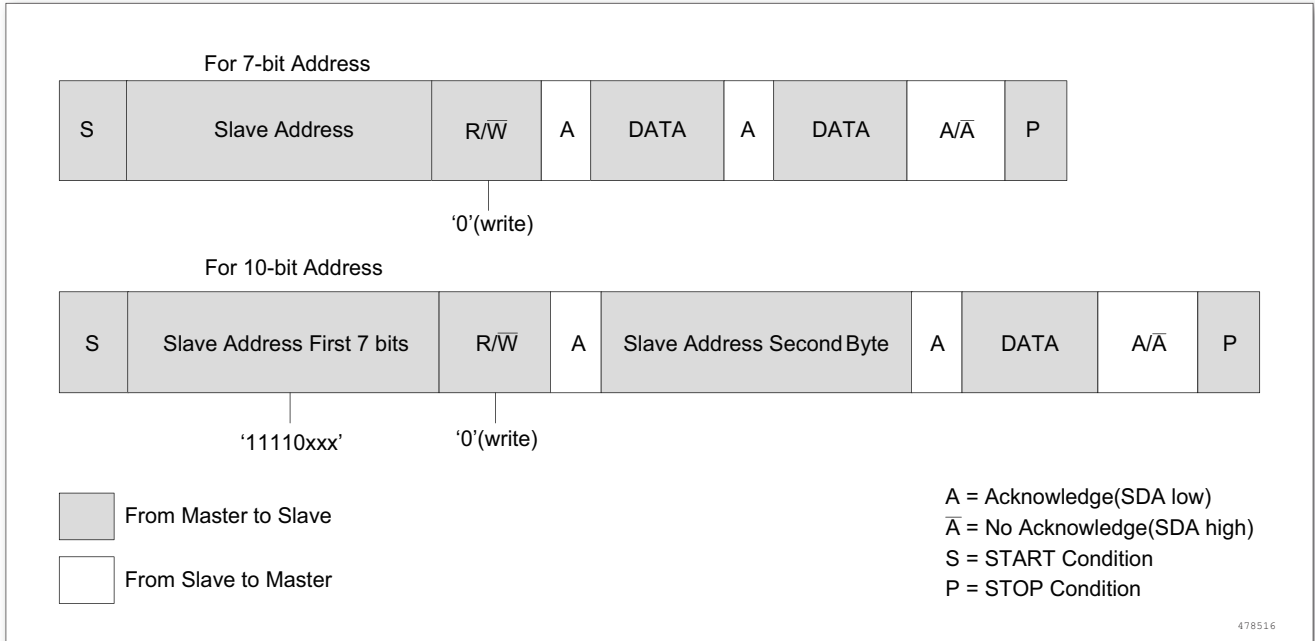 For 7-bit Address
S Slave Address R/W̅ A DATA A DATA A/A̅ P
‘0’(write)
For 10-bit Address
S Slave Address First 7 bits R/W̅ A Slave Address Second Byte A DATA A/A̅ P
‘11110xxx’ ‘0’(write)
From Master to Slave
From Slave to Master
A = Acknowledge(SDA low)
A̅ = No Acknowledge(SDA high)
S = START Condition
P = STOP Condition
478516